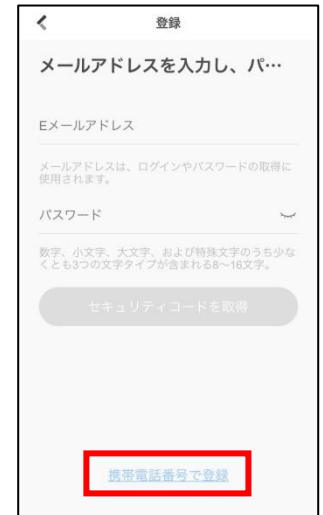 登録
メールアドレスを入力し、パ…
Eメールアドレス
メールアドレスは、ログインやパスワードの取得に
使用されます。
パスワード
数字、小文字、大文字、および特殊文字のうち少な
くとも3つの文字タイプが含まれる8〜16文字。
セキュリティコードを取得
携帯電話番号で登録